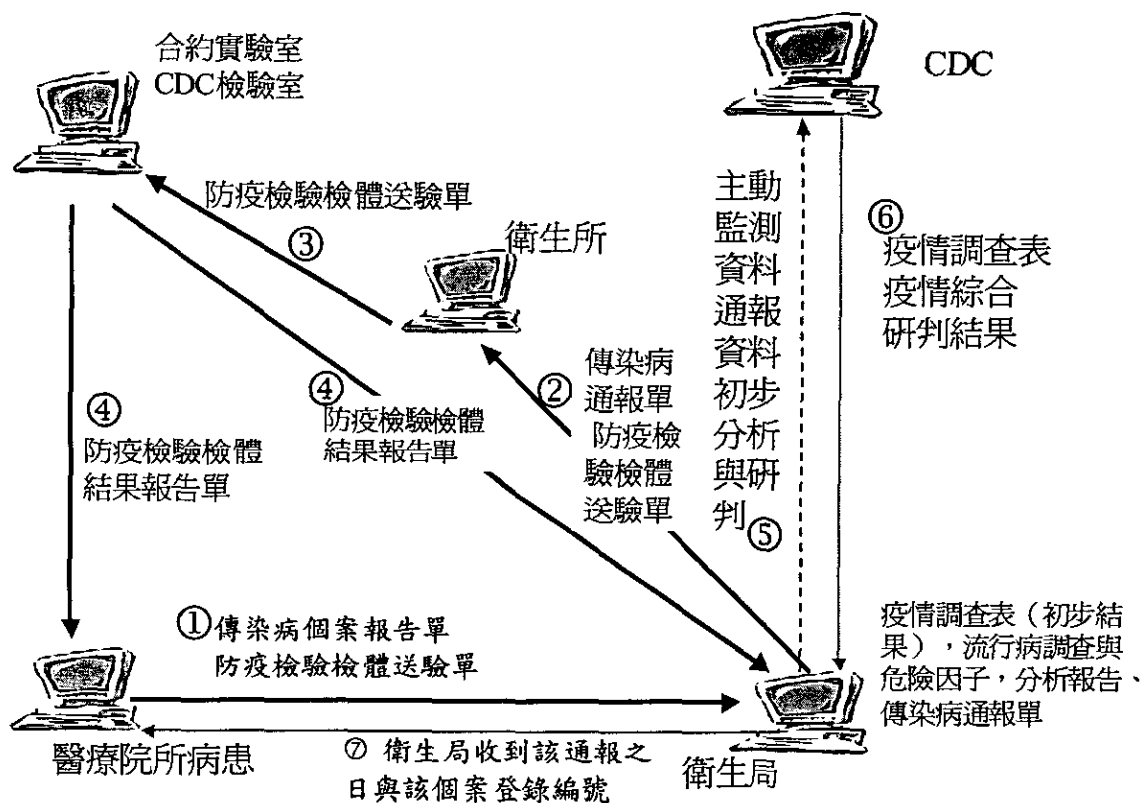 合約實驗室
CDC檢驗室
CDC
防疫檢驗檢體送驗單
③
衛生所
主動
監測
資料
通報
資料
初步
分析
與研
判⑤
⑥
疫情調查表
疫情綜合
研判結果
②
傳染病
通報單
防疫檢
驗檢體
送驗單
④
防疫檢驗檢體
結果報告單
④
防疫檢驗檢體
結果報告單
①傳染病個案報告單
防疫檢驗檢體送驗單
疫情調查表（初步結
果），流行病調查與
危險因子，分析報告、
傳染病通報單
醫療院所病患
⑦ 衛生局收到該通報之
日與該個案登錄編號
衛生局